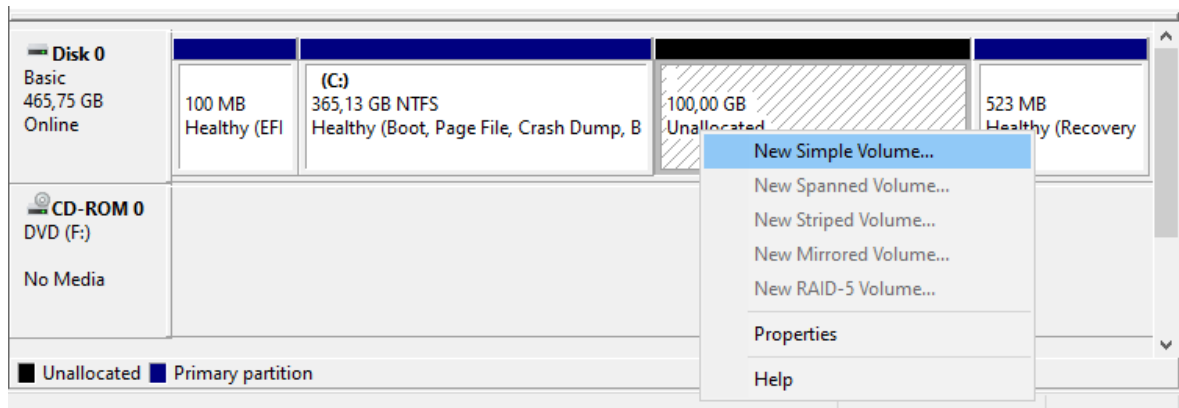 Disk 0
Basic
465,75 GB
Online
100 MB
Healthy (EFI
(C:)
365,13 GB NTFS
Healthy (Boot, Page File, Crash Dump, B
100,00 GB
Unallocated
523 MB
Healthy (Recovery
New Simple Volume...
New Spanned Volume...
New Striped Volume...
New Mirrored Volume...
New RAID-5 Volume...
Properties
Help
CD-ROM 0
DVD (F:)
No Media
Unallocated
Primary partition